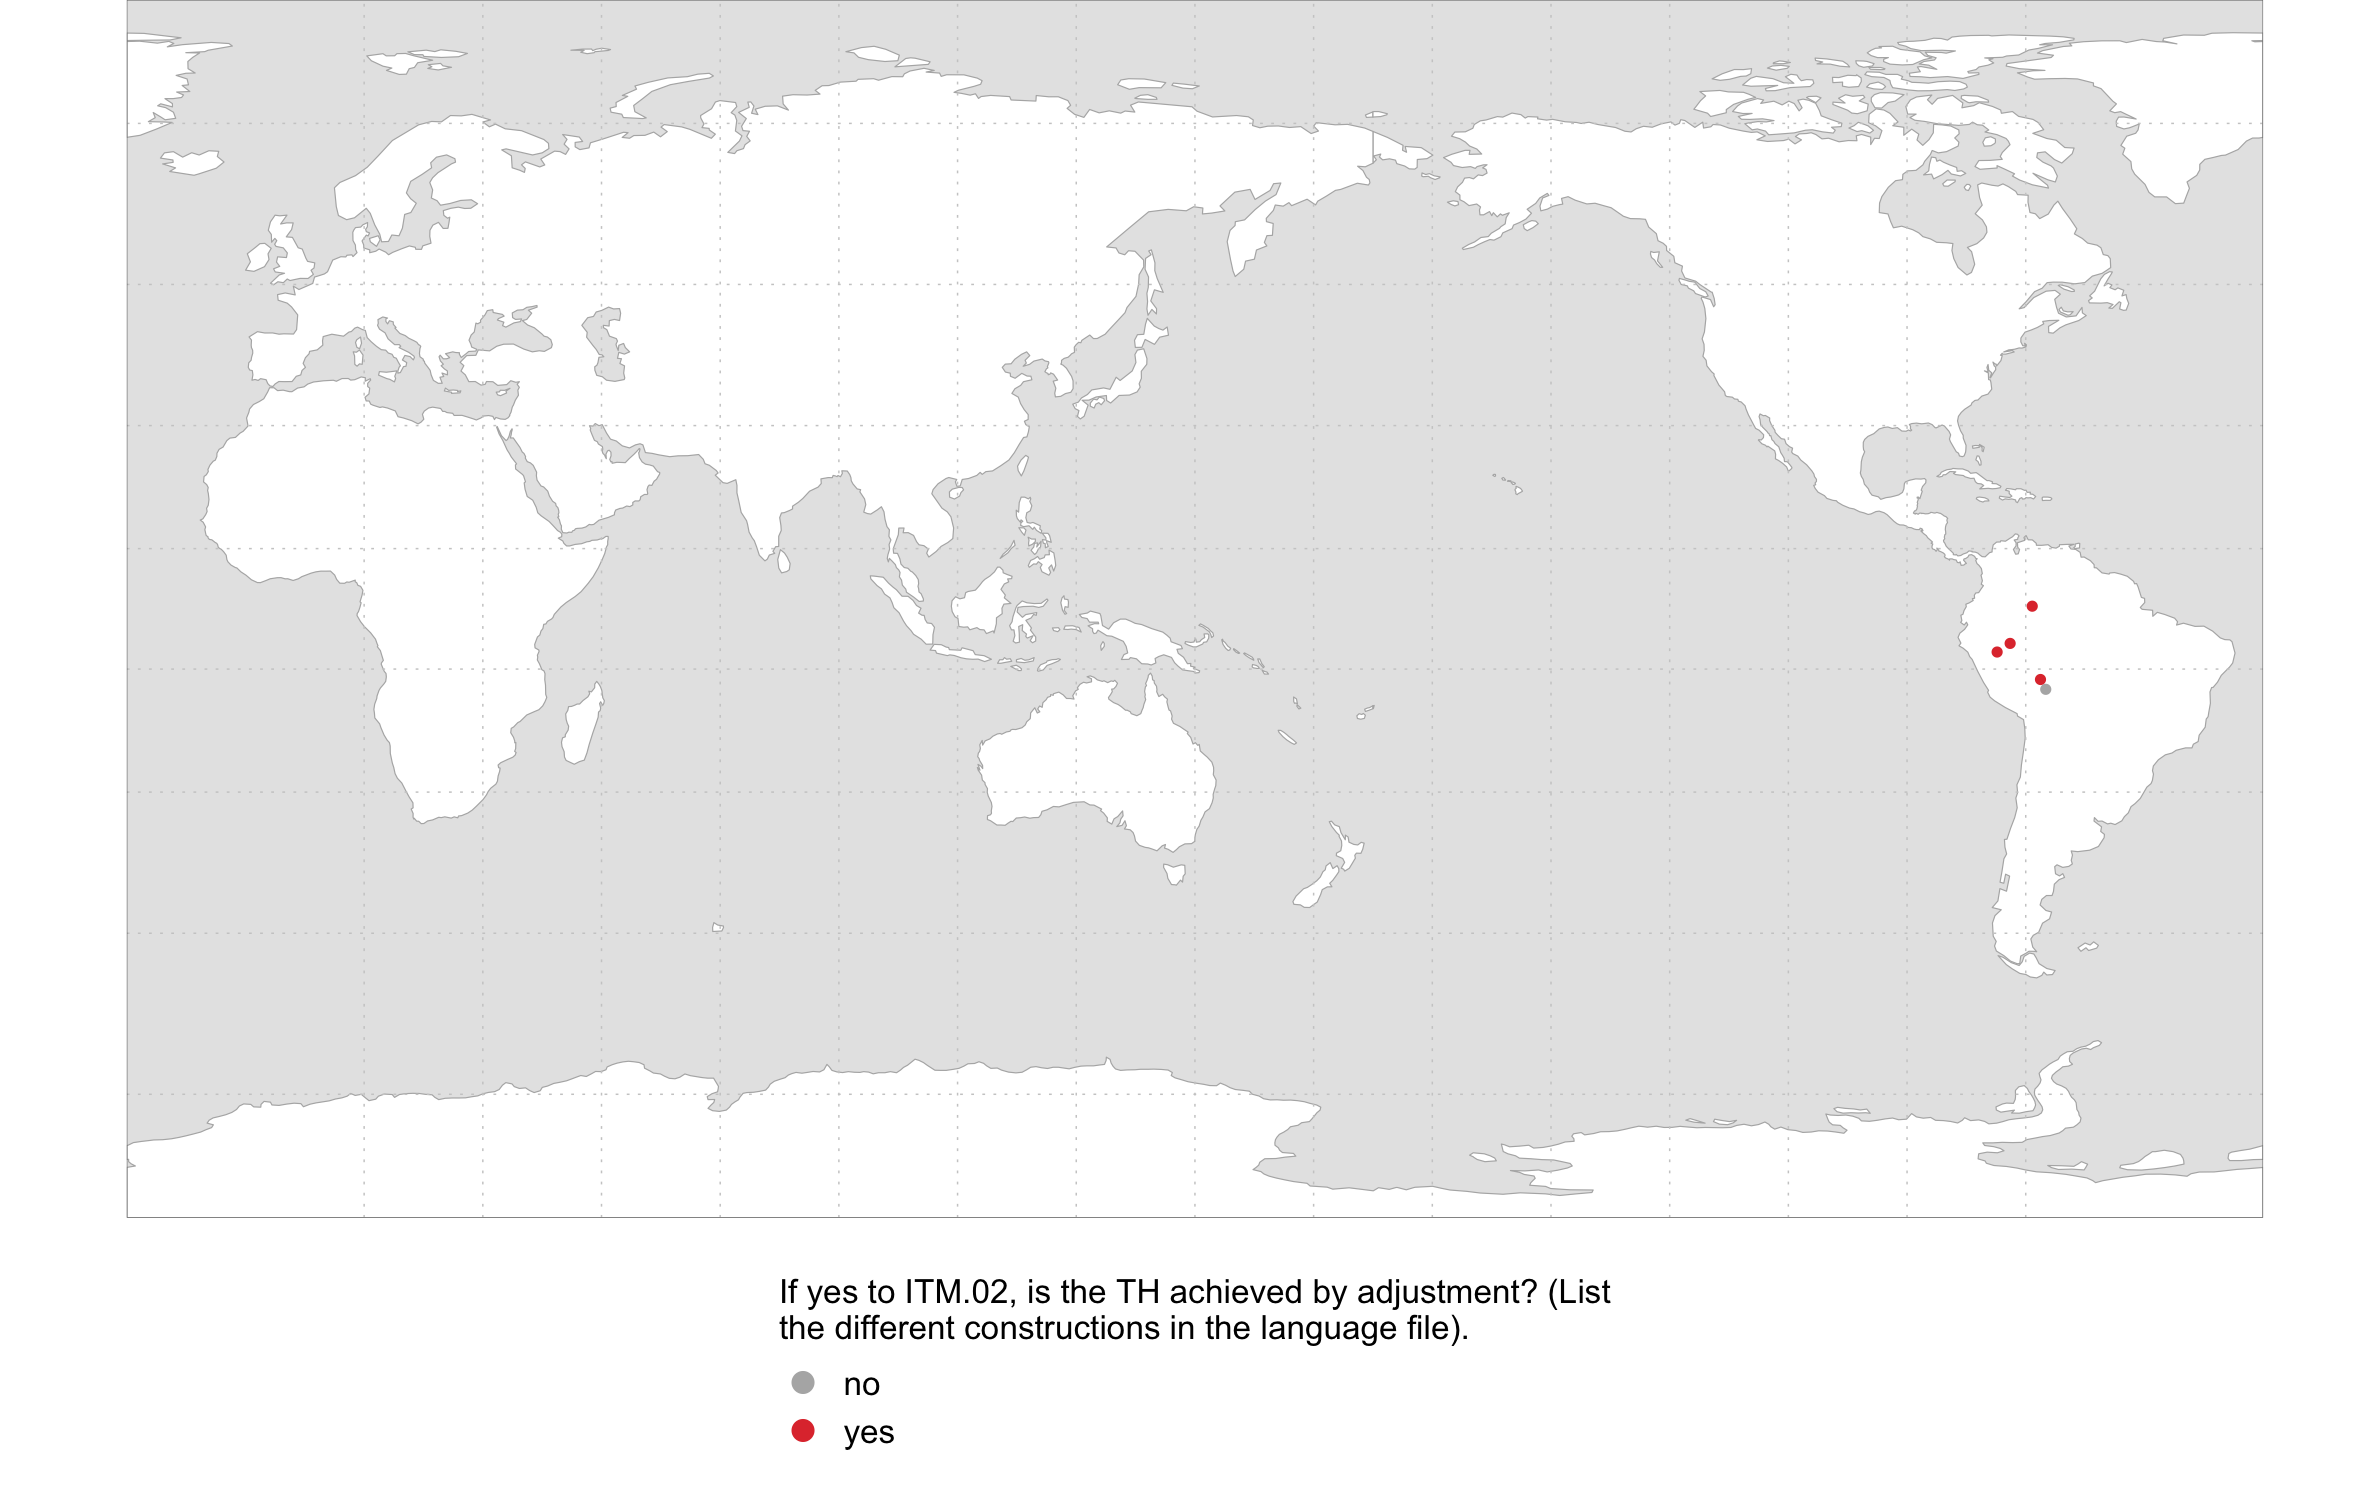 If yes to ITM.02, is the TH achieved by adjustment? (List
the different constructions in the language file).
no
yes